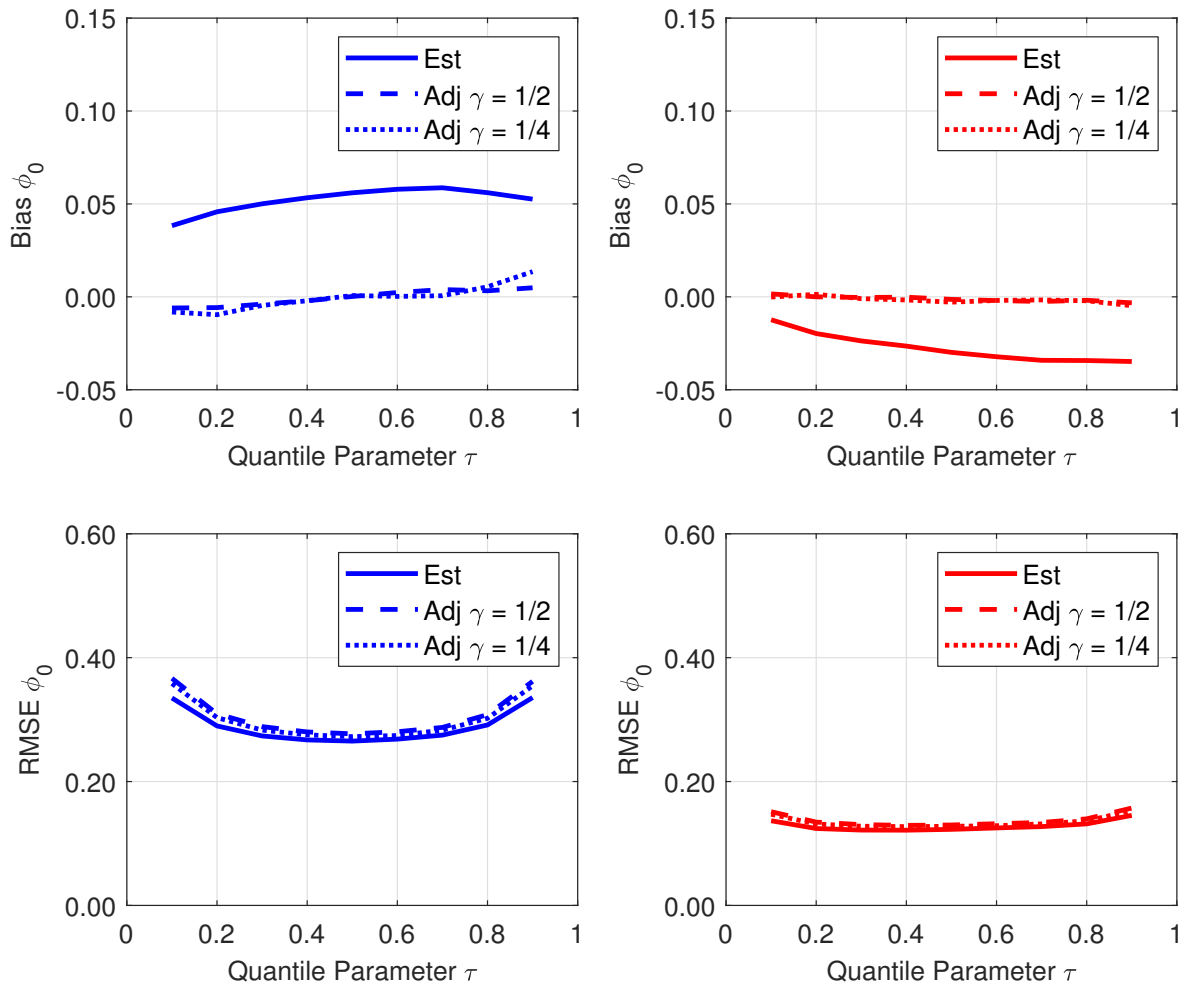 0.15
0.10
0.05
0.00
-0.05
Bias ϕ0
0 0.2 0.4 0.6 0.8 1
Quantile Parameter τ
Est
Adj γ = 1/2
Adj γ = 1/4
0.15
0.10
0.05
0.00
-0.05
Bias ϕ0
0 0.2 0.4 0.6 0.8 1
Quantile Parameter τ
Est
Adj γ = 1/2
Adj γ = 1/4
0.60
0.40
0.20
0.00
RMSE ϕ0
0 0.2 0.4 0.6 0.8 1
Quantile Parameter τ
Est
Adj γ = 1/2
Adj γ = 1/4
0.60
0.40
0.20
0.00
RMSE ϕ0
0 0.2 0.4 0.6 0.8 1
Quantile Parameter τ
Est
Adj γ = 1/2
Adj γ = 1/4